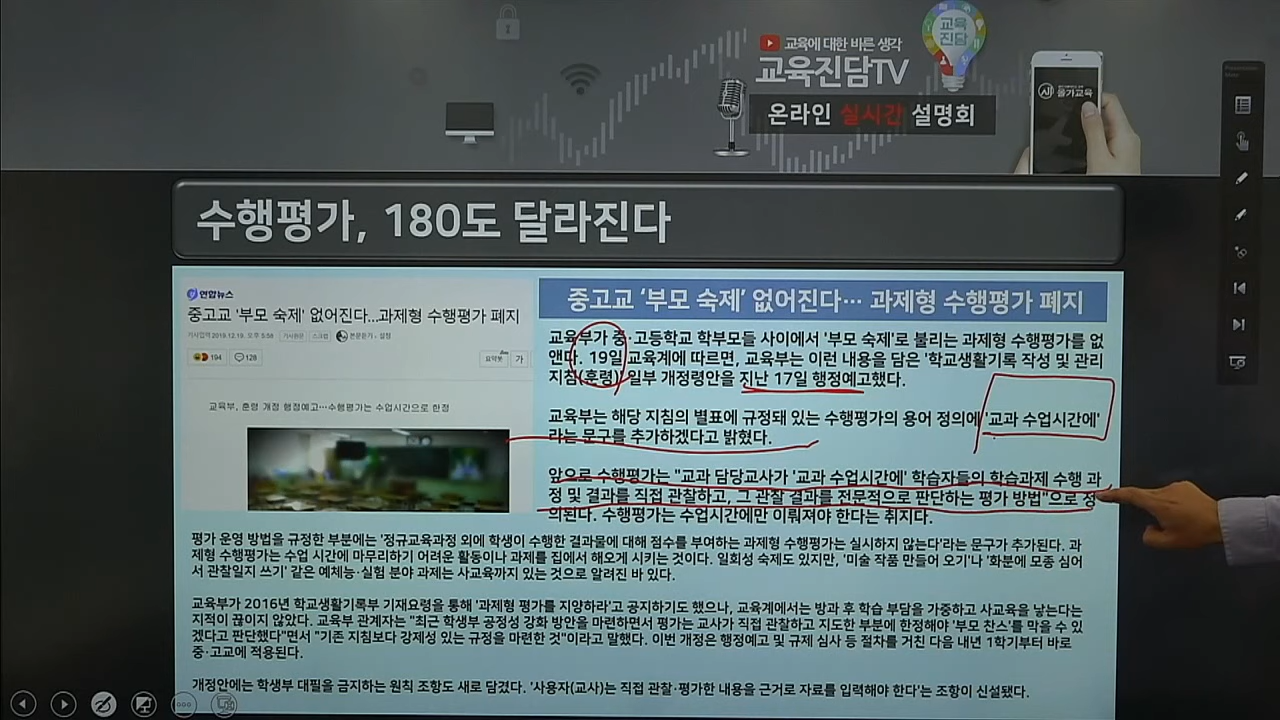 교육에 대한 바른 생각
교육진담TV
교육
진담
온라인 실시간 설명회
올가교육
수행평가, 180도 달라진다
연합뉴스
중고교 '부모 숙제' 없어진다...과제형 수행평가 폐지
기사입력 2019.12.19. 오후 5:58 기사원문 스크랩 본문듣기 · 설정
194 128
요약봇 가
교육부, 훈령 개정 행정예고…수행평가는 수업시간으로 한정
중고교 '부모 숙제' 없어진다… 과제형 수행평가 폐지
교육부가 중·고등학교 학부모들 사이에서 '부모 숙제'로 불리는 과제형 수행평가를 없
앤다. 19일 교육계에 따르면, 교육부는 이런 내용을 담은 '학교생활기록 작성 및 관리
지침(훈령)' 일부 개정령안을 지난 17일 행정예고했다.
교육부는 해당 지침의 별표에 규정돼 있는 수행평가의 용어 정의에 '교과 수업시간에'
라는 문구를 추가하겠다고 밝혔다.
앞으로 수행평가는 "교과 담당교사가 '교과 수업시간에' 학습자들의 학습과제 수행 과
정 및 결과를 직접 관찰하고, 그 관찰 결과를 전문적으로 판단하는 평가 방법"으로 정
의된다. 수행평가는 수업시간에만 이뤄져야 한다는 취지다.
평가 운영 방법을 규정한 부분에는 '정규교육과정 외에 학생이 수행한 결과물에 대해 점수를 부여하는 과제형 수행평가는 실시하지 않는다'라는 문구가 추가된다. 과
제형 수행평가는 수업 시간에 마무리하기 어려운 활동이나 과제를 집에서 해오게 시키는 것이다. 일회성 숙제도 있지만, '미술 작품 만들어 오기'나 '화분에 모종 심어
서 관찰일지 쓰기' 같은 예체능·실험 분야 과제는 사교육까지 있는 것으로 알려진 바 있다.
교육부가 2016년 학교생활기록부 기재요령을 통해 '과제형 평가를 지양하라'고 공지하기도 했으나, 교육계에서는 방과 후 학습 부담을 가중하고 사교육을 낳는다는
지적이 끊이지 않았다. 교육부 관계자는 "최근 학생부 공정성 강화 방안을 마련하면서 평가는 교사가 직접 관찰하고 지도한 부분에 한정해야 '부모 찬스'를 막을 수 있
겠다고 판단했다"면서 "기존 지침보다 강제성 있는 규정을 마련한 것"이라고 말했다. 이번 개정은 행정예고 및 규제 심사 등 절차를 거친 다음 내년 1학기부터 바로
중·고교에 적용된다.
개정안에는 학생부 대필을 금지하는 원칙 조항도 새로 담겼다. '사용자(교사)는 직접 관찰·평가한 내용을 근거로 자료를 입력해야 한다'는 조항이 신설됐다.